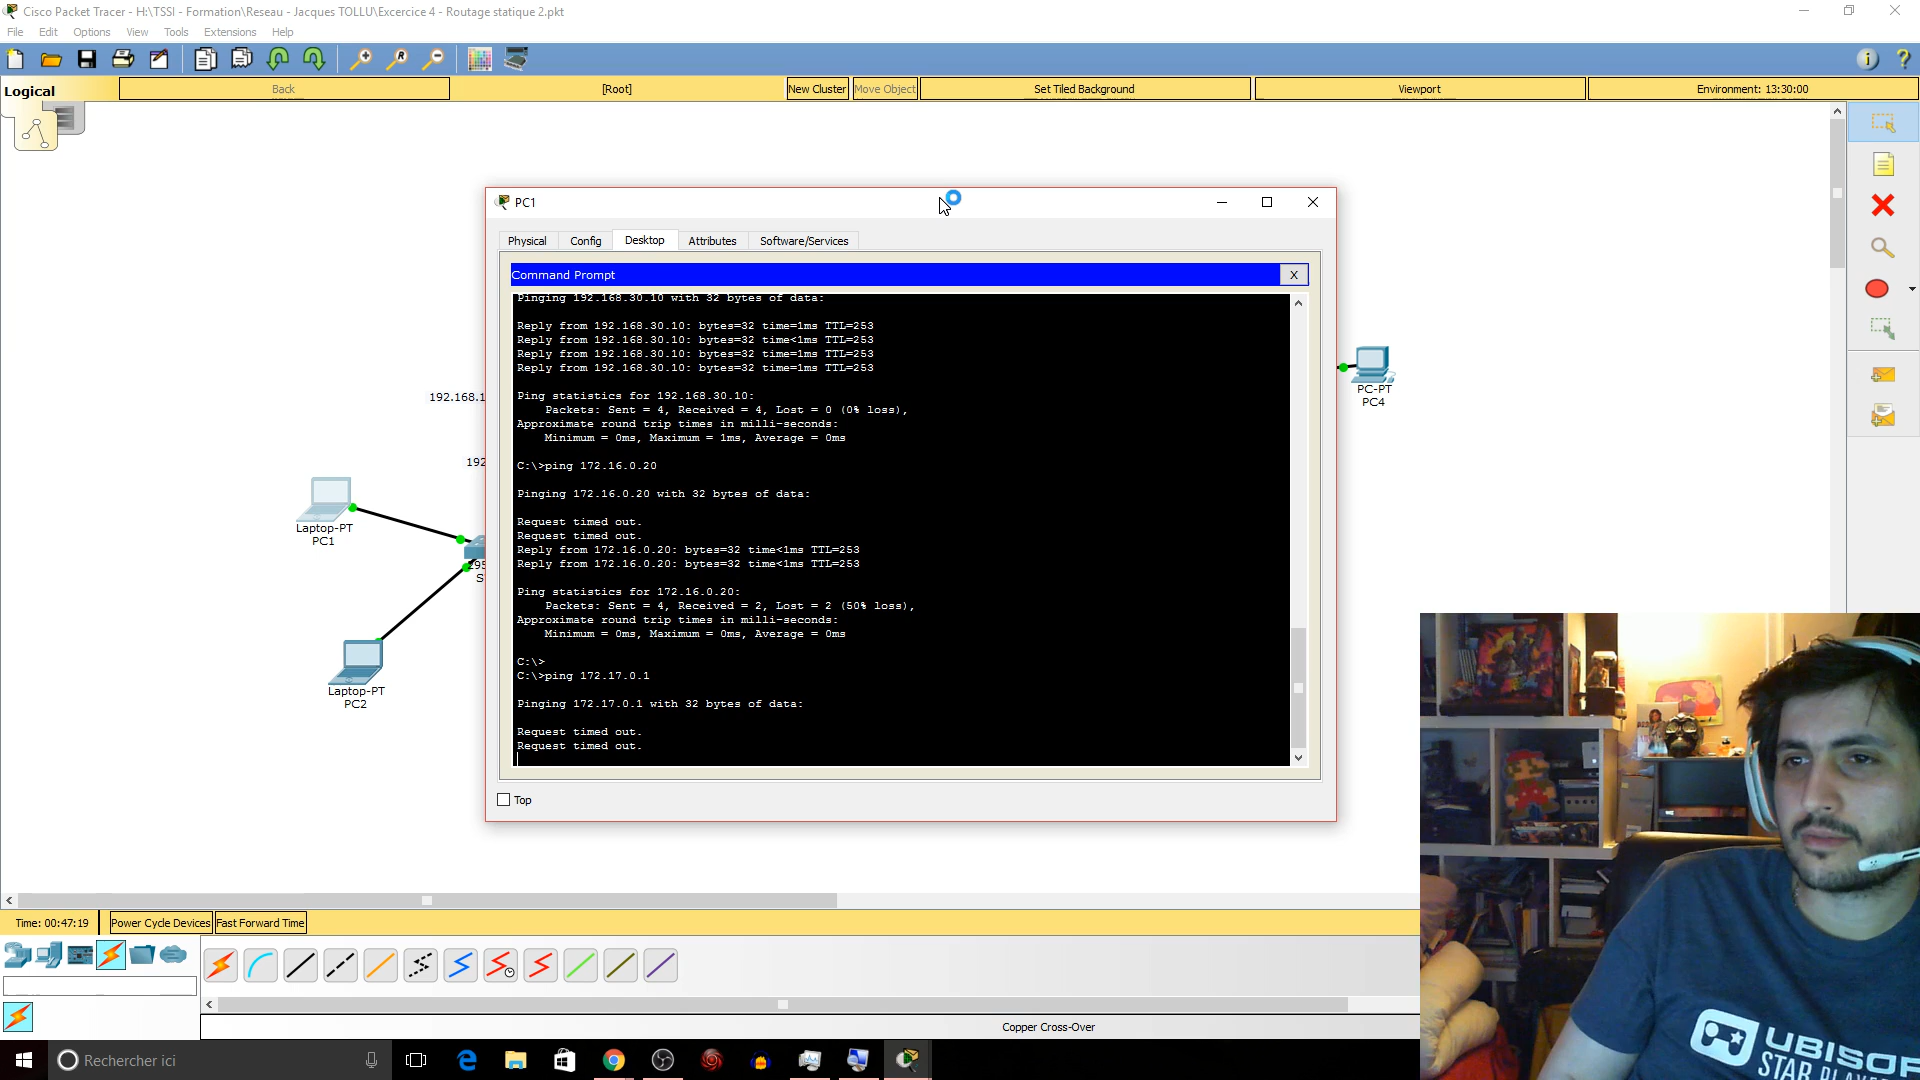 Cisco Packet Tracer - H:\TSSI - Formation\Reseau - Jacques TOLLU\Excercice 4 - Routage statique 2.pkt
File Edit Options View Tools Extensions Help
Logical Back [Root] New Cluster Move Object Set Tiled Background Viewport Environment: 13:30:00
PC1
Physical Config Desktop Attributes Software/Services
Command Prompt X
Pinging 192.168.30.10 with 32 bytes of data:
Reply from 192.168.30.10: bytes=32 time=1ms TTL=253
Reply from 192.168.30.10: bytes=32 time<1ms TTL=253
Reply from 192.168.30.10: bytes=32 time=1ms TTL=253
Reply from 192.168.30.10: bytes=32 time=1ms TTL=253
Ping statistics for 192.168.30.10:
Packets: Sent = 4, Received = 4, Lost = 0 (0% loss),
Approximate round trip times in milli-seconds:
Minimum = 0ms, Maximum = 1ms, Average = 0ms
C:\>ping 172.16.0.20
Pinging 172.16.0.20 with 32 bytes of data:
Request timed out.
Request timed out.
Reply from 172.16.0.20: bytes=32 time<1ms TTL=253
Reply from 172.16.0.20: bytes=32 time<1ms TTL=253
Ping statistics for 172.16.0.20:
Packets: Sent = 4, Received = 2, Lost = 2 (50% loss),
Approximate round trip times in milli-seconds:
Minimum = 0ms, Maximum = 0ms, Average = 0ms
C:\>
C:\>ping 172.17.0.1
Pinging 172.17.0.1 with 32 bytes of data:
Request timed out.
Request timed out.
Top
192.168.1
192
Laptop-PT
PC1
295
S
Laptop-PT
PC2
PC-PT
PC4
Time: 00:47:19 Power Cycle Devices Fast Forward Time
Copper Cross-Over
Rechercher ici
UBISOF
STAR PLAYE